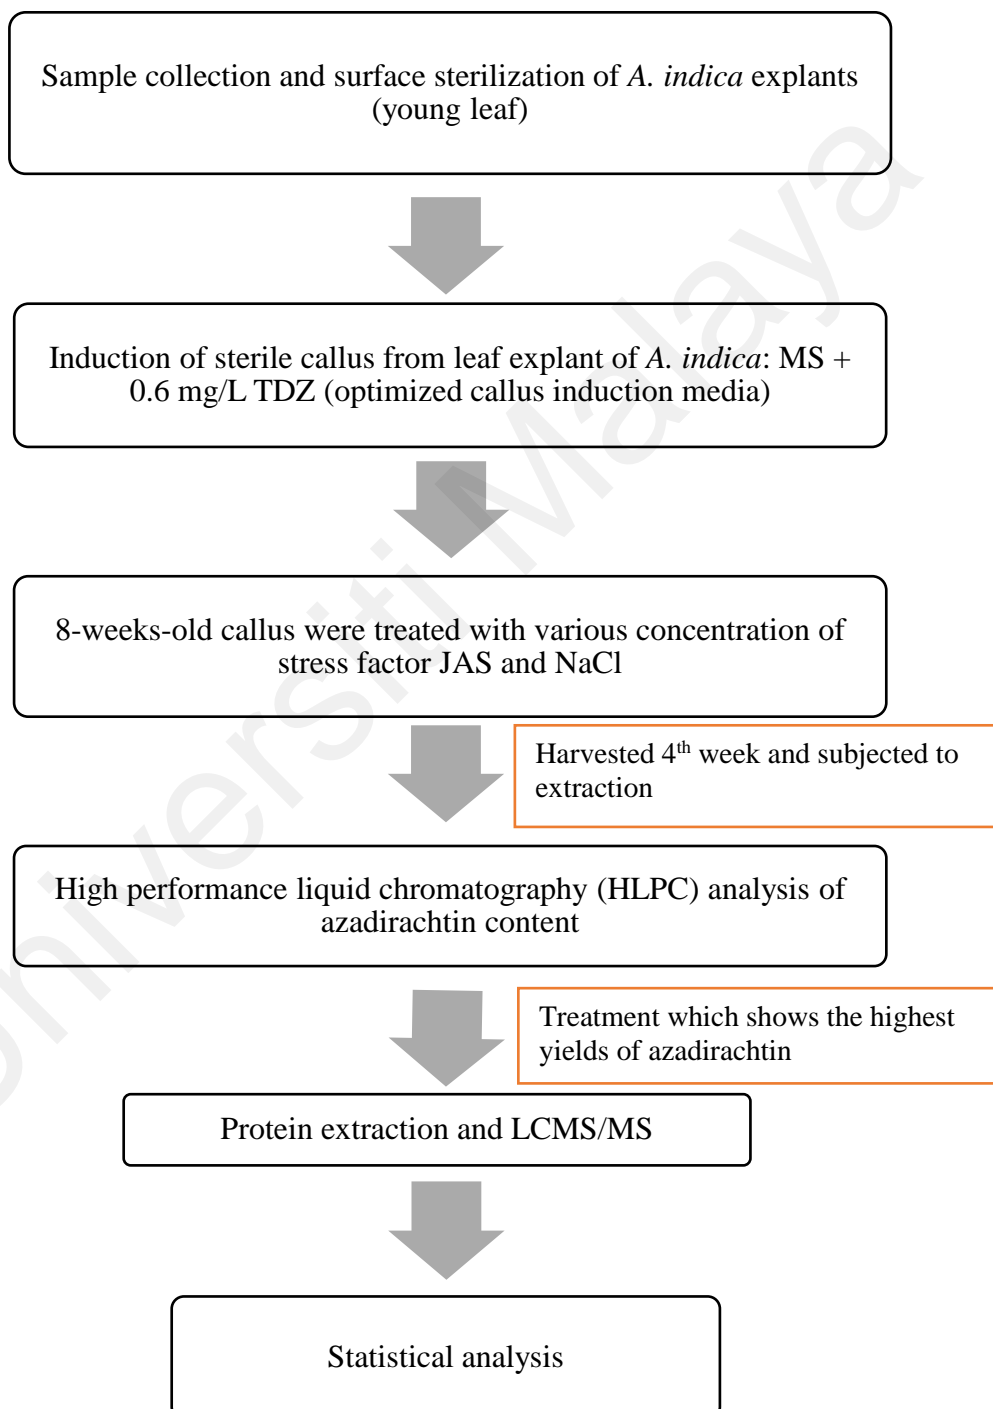 Sample collection and surface sterilization of A. indica explants
(young leaf)
Induction of sterile callus from leaf explant of A. indica: MS +
0.6 mg/L TDZ (optimized callus induction media)
8-weeks-old callus were treated with various concentration of
stress factor JAS and NaCl
Harvested 4th week and subjected to
extraction
High performance liquid chromatography (HLPC) analysis of
azadirachtin content
Treatment which shows the highest
yields of azadirachtin
Protein extraction and LCMS/MS
Statistical analysis
Universiti Malaya